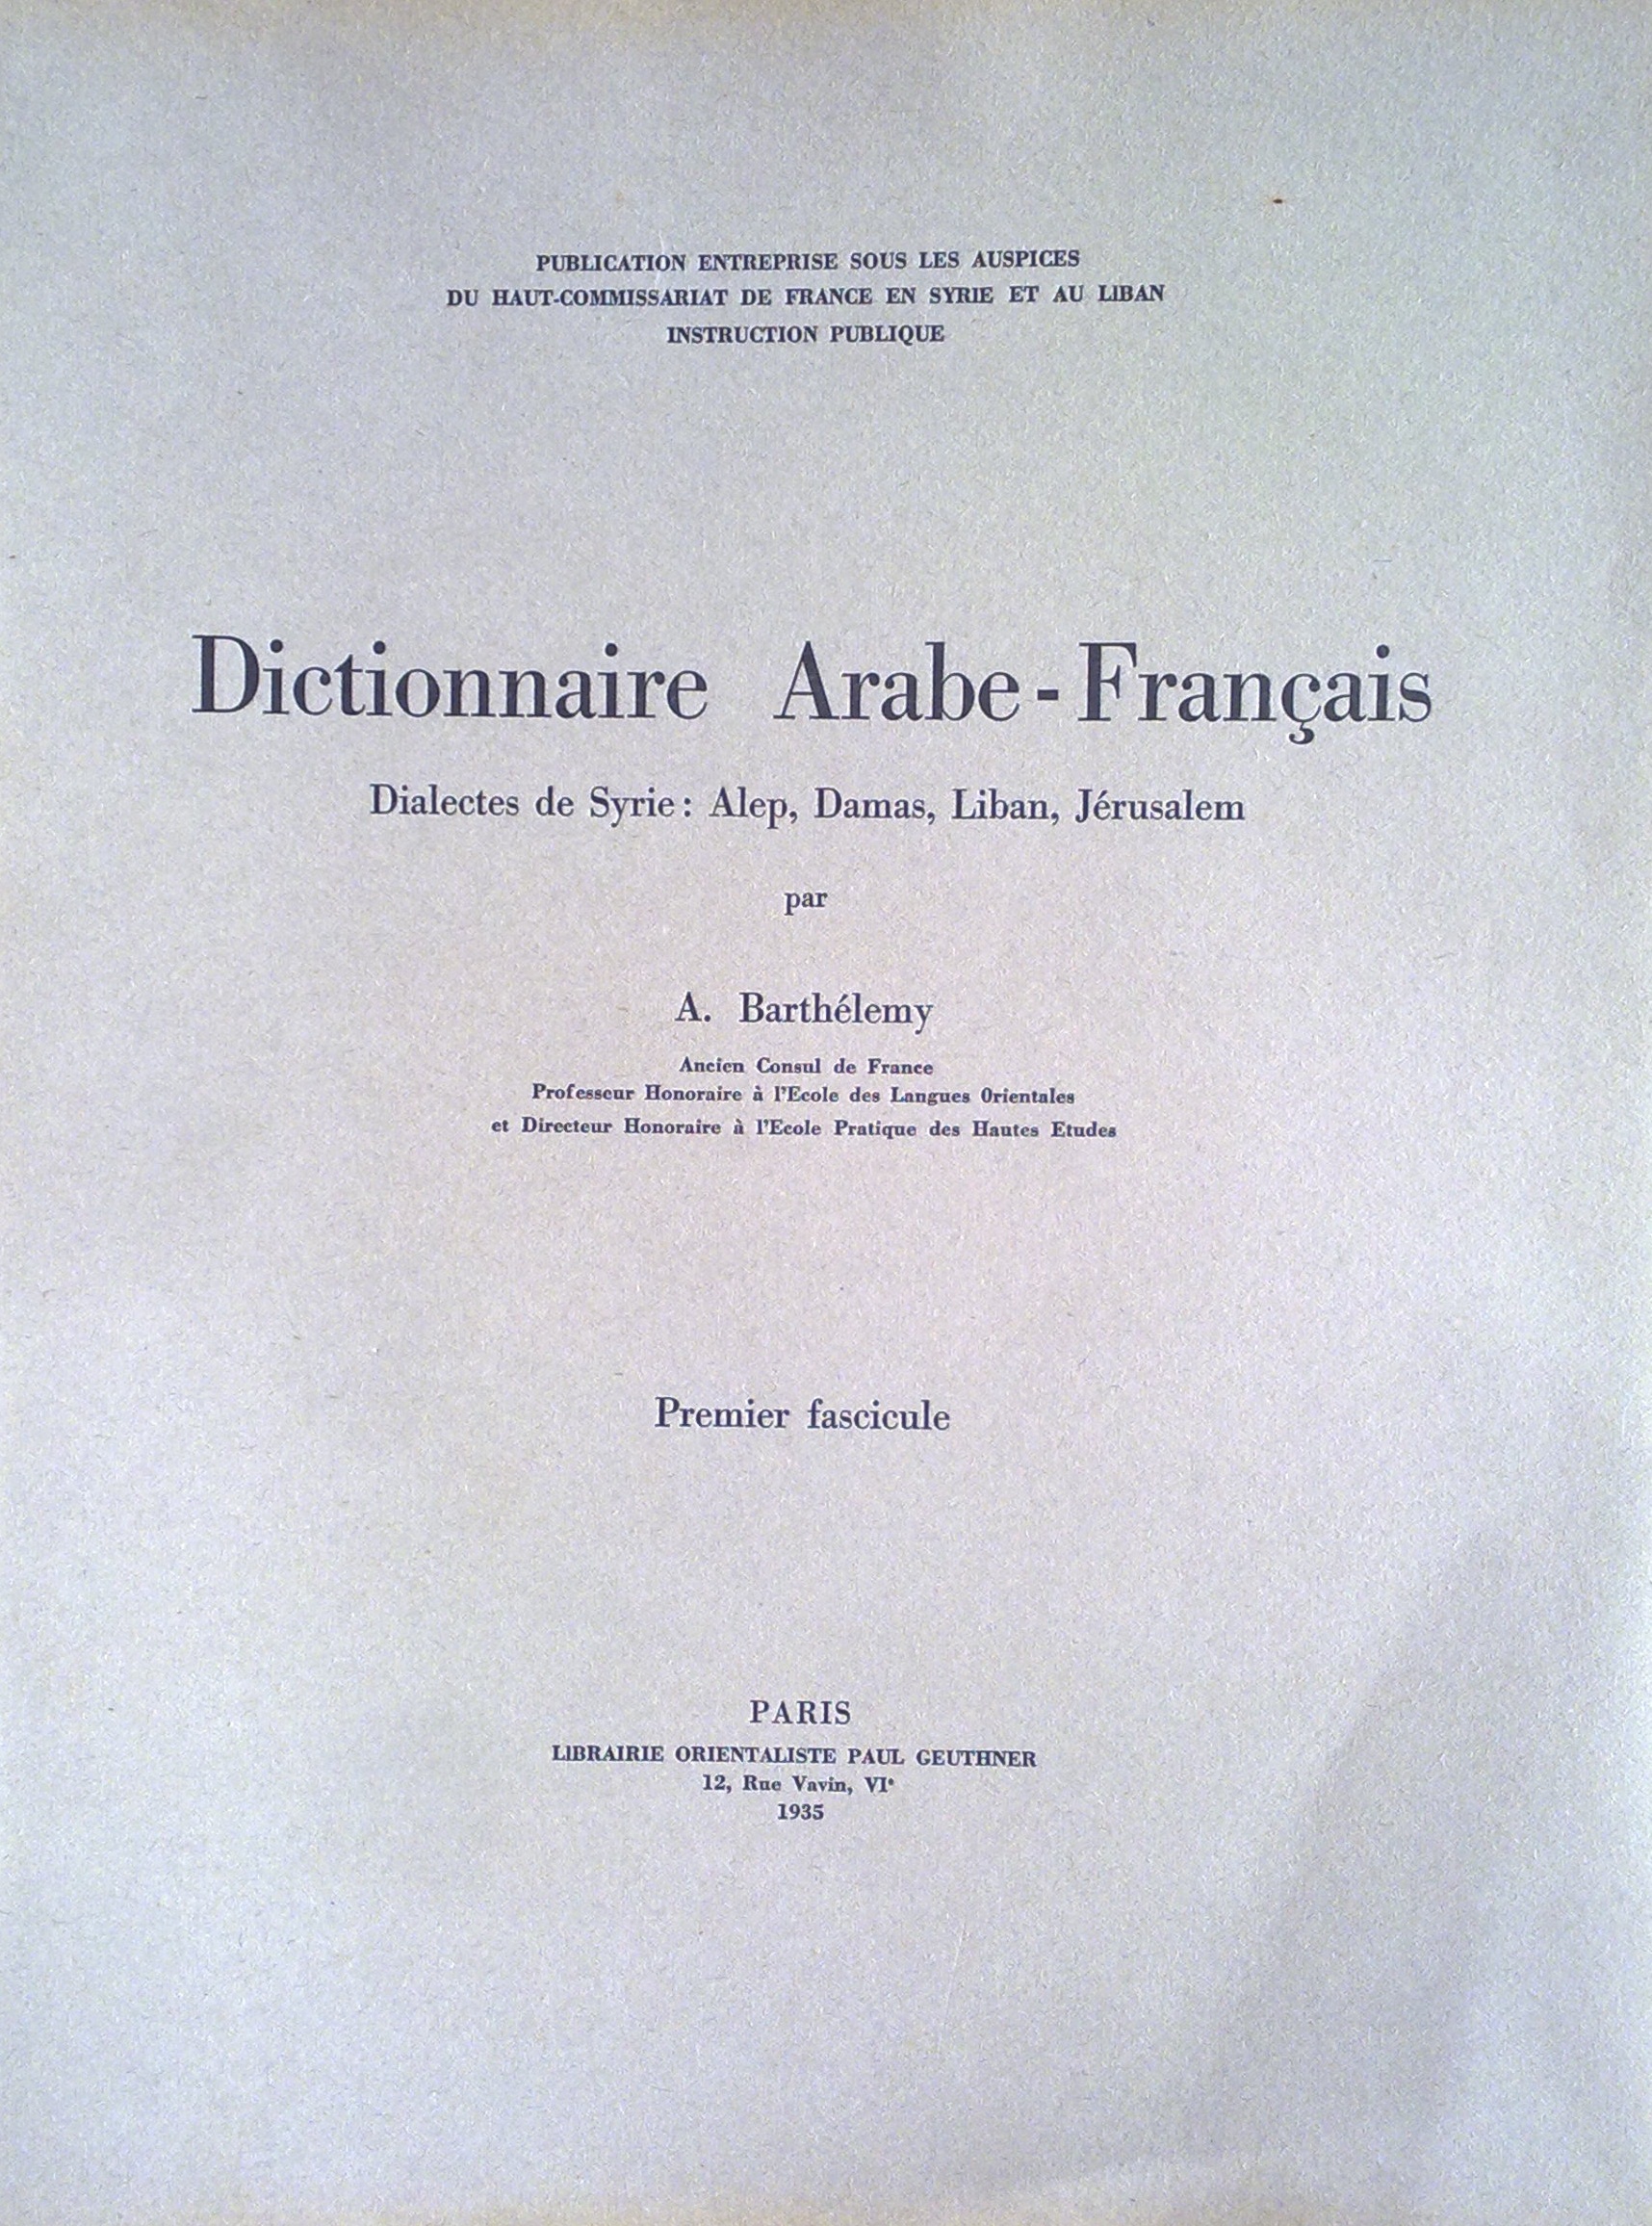 PUBLICATION ENTREPRISE SOUS LES AUSPICES
DU HAUT-COMMISSARIAT DE FRANCE EN SYRIE ET AU LIBAN
INSTRUCTION PUBLIQUE
Dictionnaire Arabe-Français
Dialectes de Syrie: Alep, Damas, Liban, Jérusalem
par
A. Barthélemy
Ancien Consul de France
Professeur Honoraire à l'Ecole des Langues Orientales
et Directeur Honoraire à l'Ecole Pratique des Hautes Etudes
Premier fascicule
PARIS
LIBRAIRIE ORIENTALISTE PAUL GEUTHNER
12, Rue Vavin, VIᵉ
1935